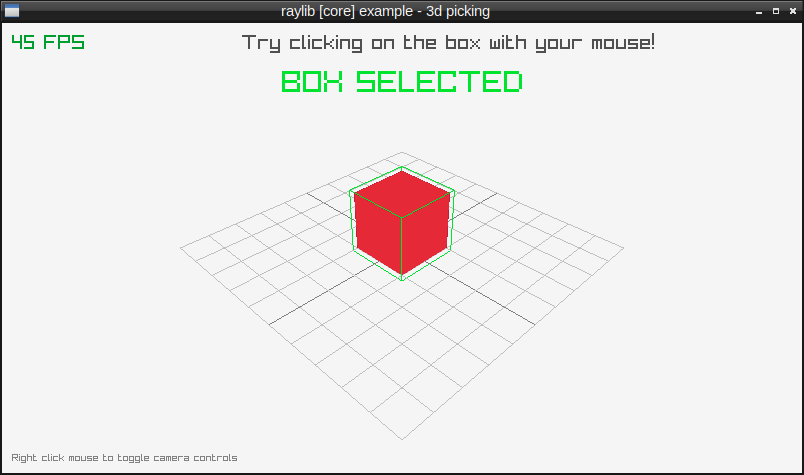 raylib [core] example - 3d picking
45 FPS
Try clicking on the box with your mouse!
BOX SELECTED
Right click mouse to toggle camera controls